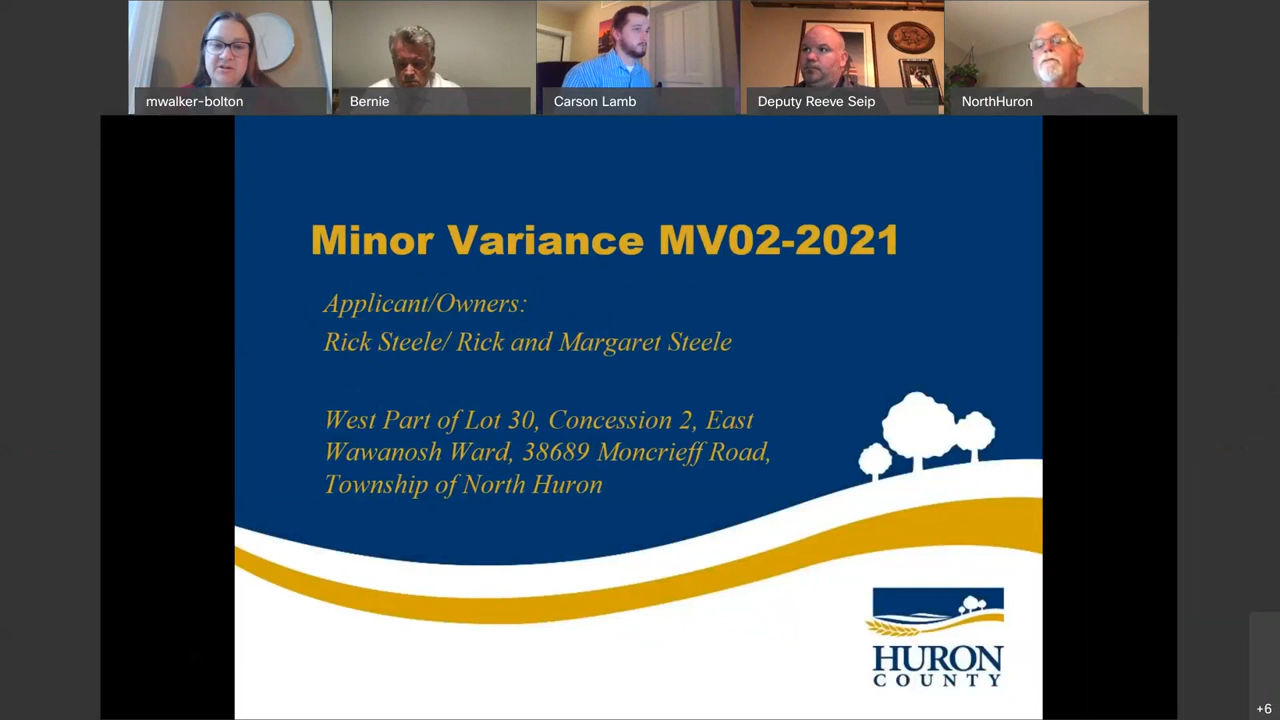 mwalker-bolton
Bernie
Carson Lamb
Deputy Reeve Seip
NorthHuron
Minor Variance MV02-2021
Applicant/Owners:
Rick Steele/ Rick and Margaret Steele
West Part of Lot 30, Concession 2, East
Wawanosh Ward, 38689 Moncrieff Road,
Township of North Huron
HURON
COUNTY
+6